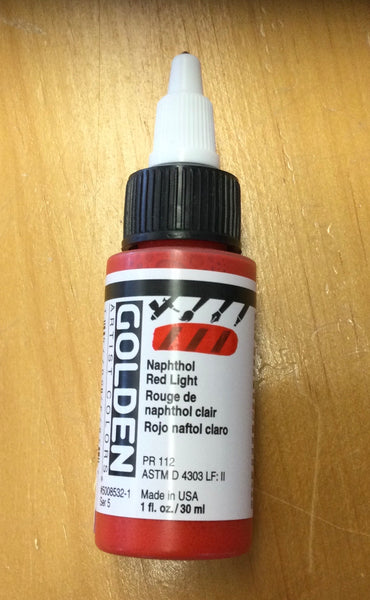 GOLDEN
ARTIST COLORS
Naphthol
Red Light
Rouge de
naphthol clair
Rojo naftol claro
PR 112
ASTM D 4303 LF: II
#8008532-1
Ser 5
Made in USA
1 fl. oz./30 ml